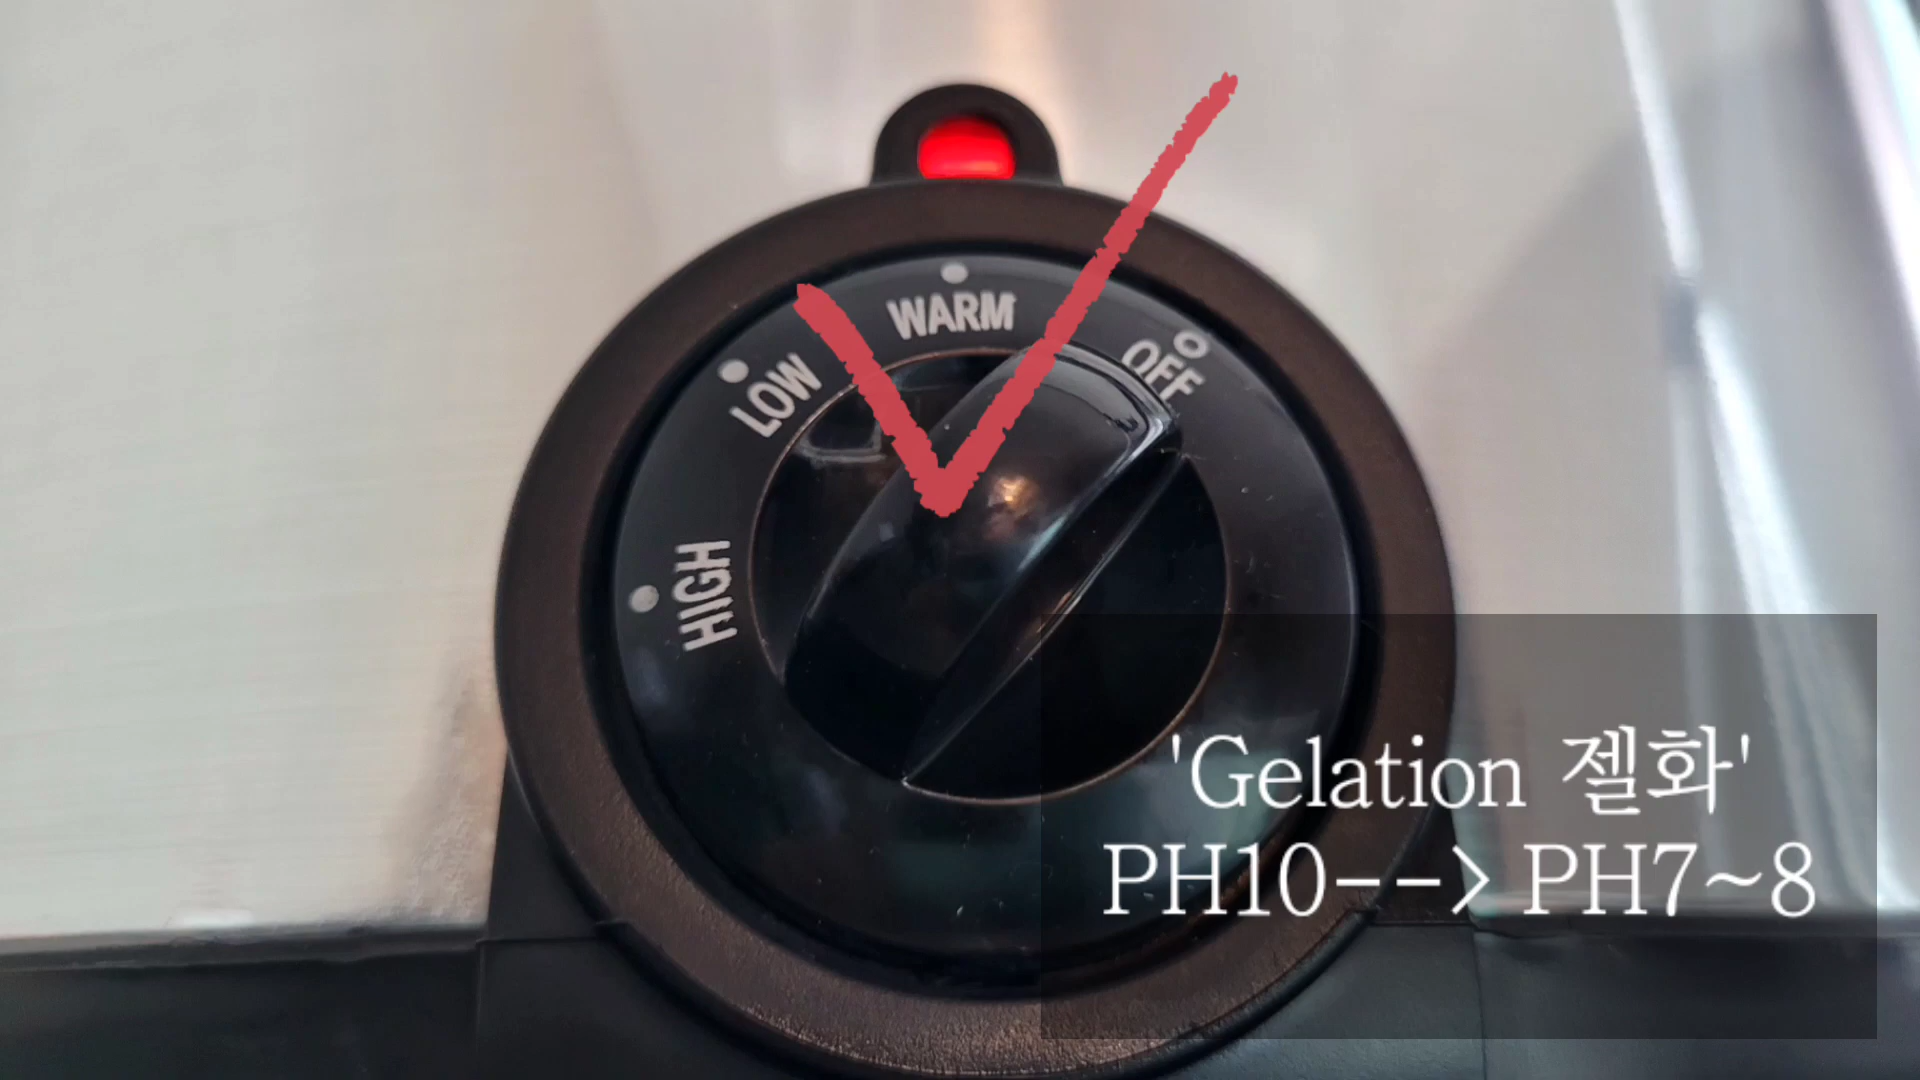 WARM
OFF
LOW
HIGH
'Gelation 젤화'
PH10--> PH7~8